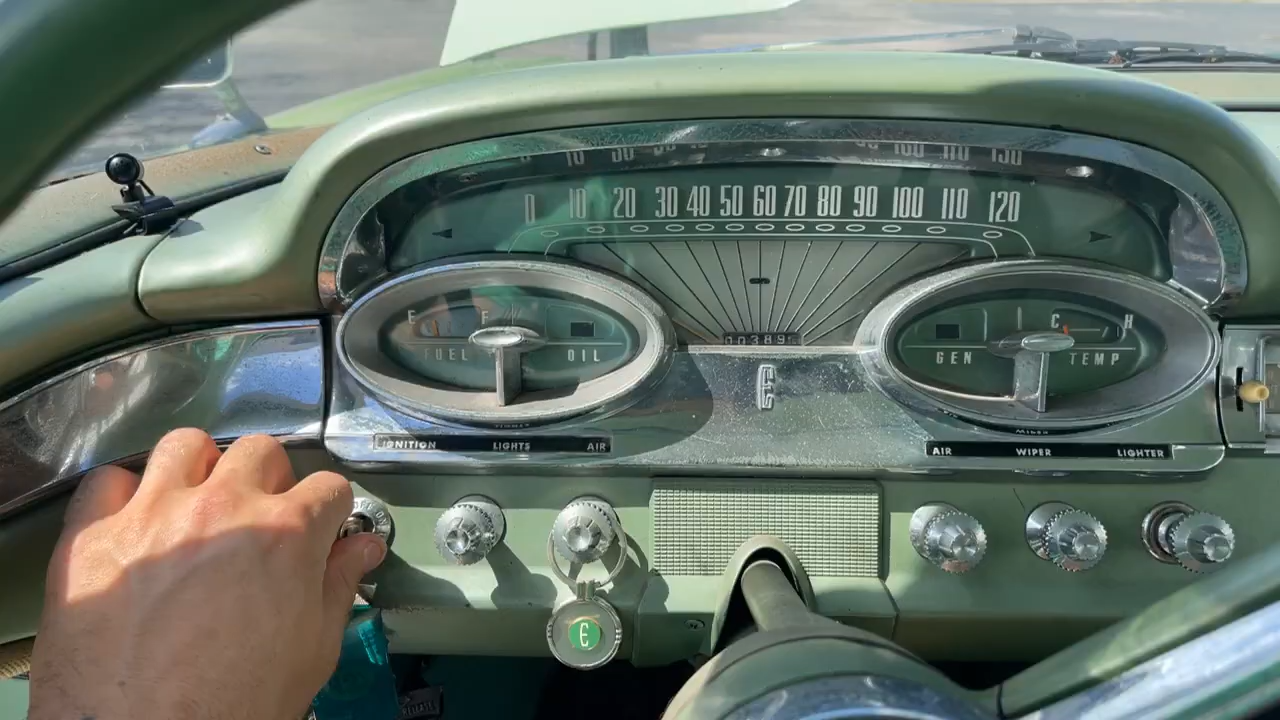 0 10 20 30 40 50 60 70 80 90 100 110 120
E F
FUEL OIL
C H
GEN TEMP
00389
E
IGNITION LIGHTS AIR
AIR WIPER LIGHTER
E